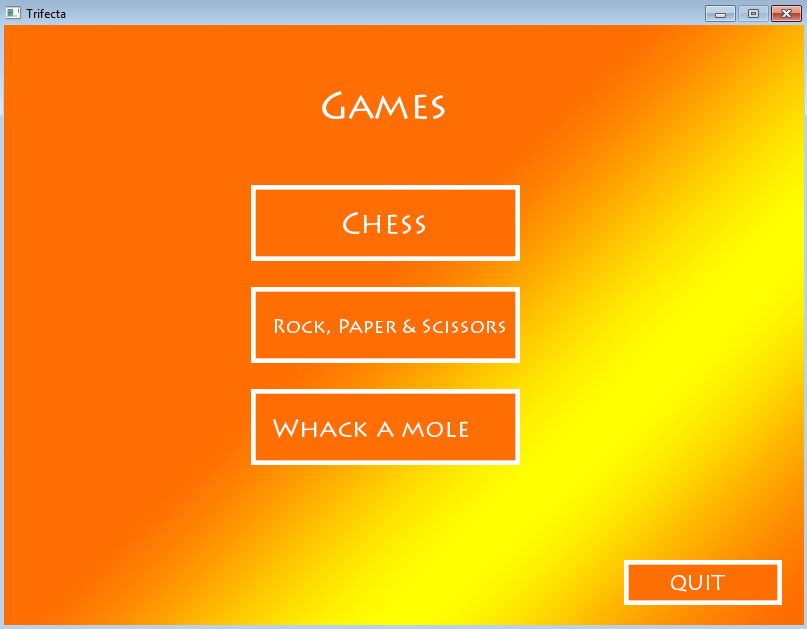 Trifecta
Games
Chess
Rock, Paper & Scissors
Whack a mole
QUIT